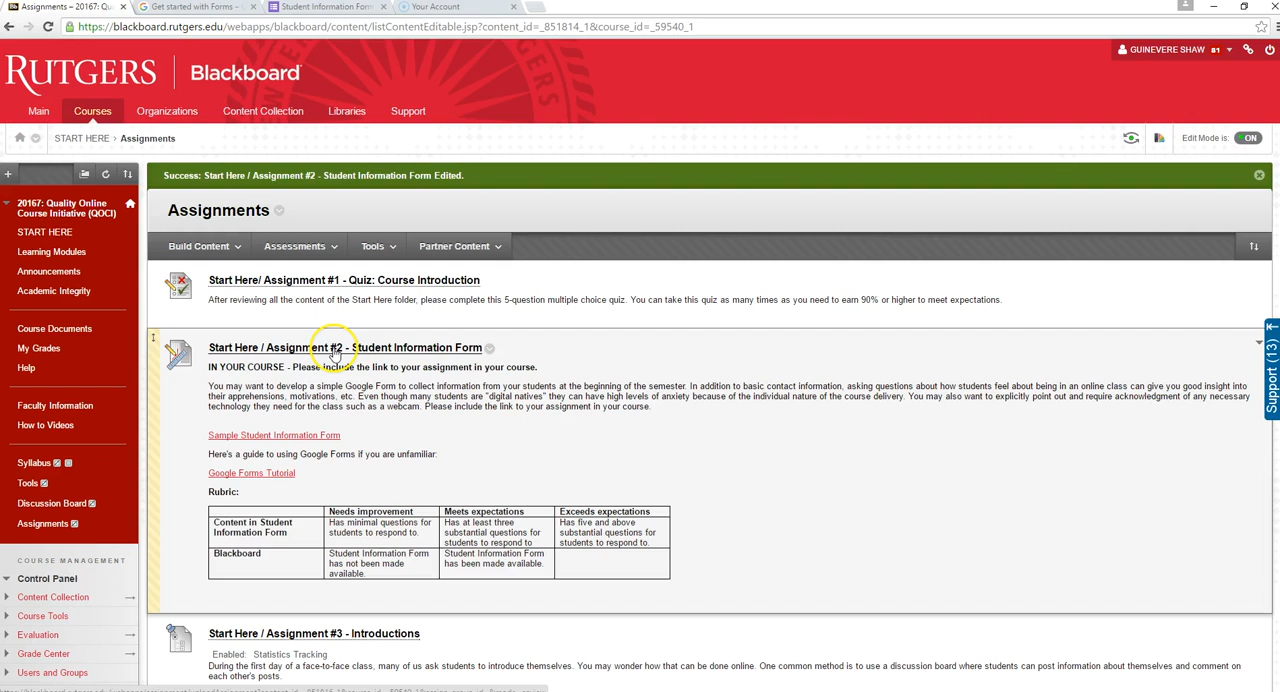 Assignments – 20167: Qu
Get started with Forms –
Student Information Form
Your Account
https://blackboard.rutgers.edu/webapps/blackboard/content/listContentEditable.jsp?content_id=_851814_1&course_id=_59540_1
RUTGERS Blackboard
GUINEVERE SHAW 81
Main Courses Organizations Content Collection Libraries Support
START HERE > Assignments
Edit Mode is: ON
Success: Start Here / Assignment #2 - Student Information Form Edited.
20167: Quality Online
Course Initiative (QOCI)
START HERE
Learning Modules
Announcements
Academic Integrity
Course Documents
My Grades
Help
Faculty Information
How to Videos
Syllabus
Tools
Discussion Board
Assignments
COURSE MANAGEMENT
Control Panel
Content Collection
Course Tools
Evaluation
Grade Center
Users and Groups
Assignments
Build Content Assessments Tools Partner Content
Start Here/ Assignment #1 - Quiz: Course Introduction
After reviewing all the content of the Start Here folder, please complete this 5-question multiple choice quiz. You can take this quiz as many times as you need to earn 90% or higher to meet expectations.
Start Here / Assignment #2 - Student Information Form
IN YOUR COURSE - Please include the link to your assignment in your course.
You may want to develop a simple Google Form to collect information from your students at the beginning of the semester. In addition to basic contact information, asking questions about how students feel about being in an online class can give you good insight into
their apprehensions, motivations, etc. Even though many students are "digital natives" they can have high levels of anxiety because of the individual nature of the course delivery. You may also want to explicitly point out and require acknowledgment of any necessary
technology they need for the class such as a webcam. Please include the link to your assignment in your course.
Sample Student Information Form
Here's a guide to using Google Forms if you are unfamiliar:
Google Forms Tutorial
Rubric:
Needs improvement Meets expectations Exceeds expectations
Content in Student
Information Form
Has minimal questions for
students to respond to.
Has at least three
substantial questions for
students to respond to
Has five and above
substantial questions for
students to respond to.
Blackboard
Student Information Form
has not been made
available.
Student Information Form
has been made available.
Start Here / Assignment #3 - Introductions
Enabled: Statistics Tracking
During the first day of a face-to-face class, many of us ask students to introduce themselves. You may wonder how that can be done online. One common method is to use a discussion board where students can post information about themselves and comment on
each other's posts.
Support (13)